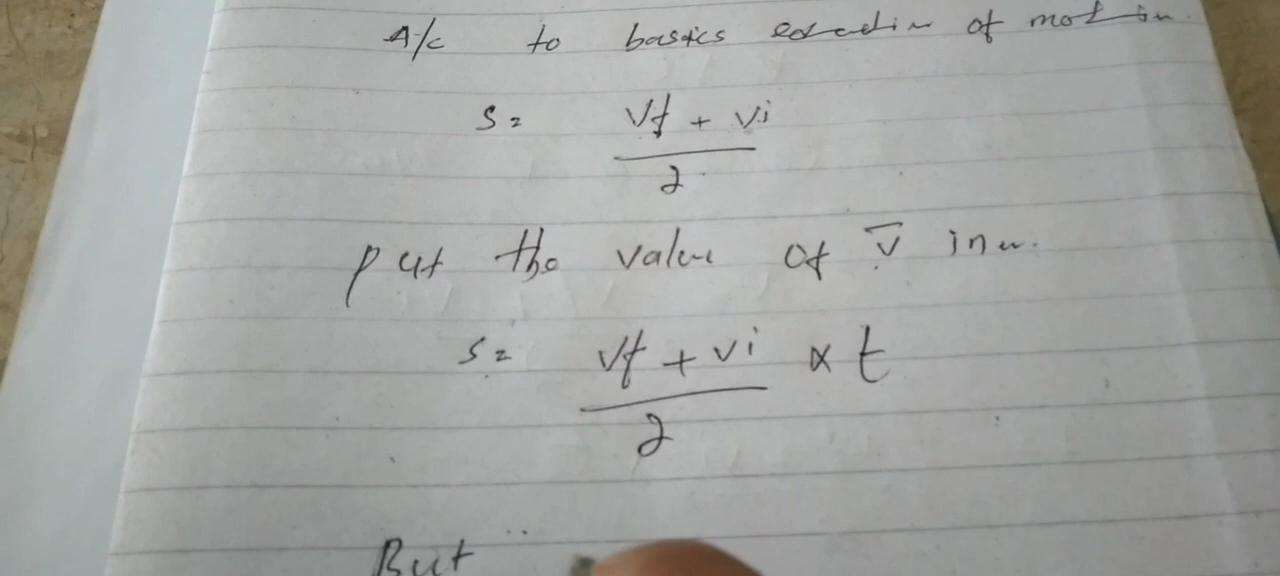 A/c to basics equation of motion.
S = Vf + Vi
2
put the value of V̅ in
S = Vf + Vi × t
2
But